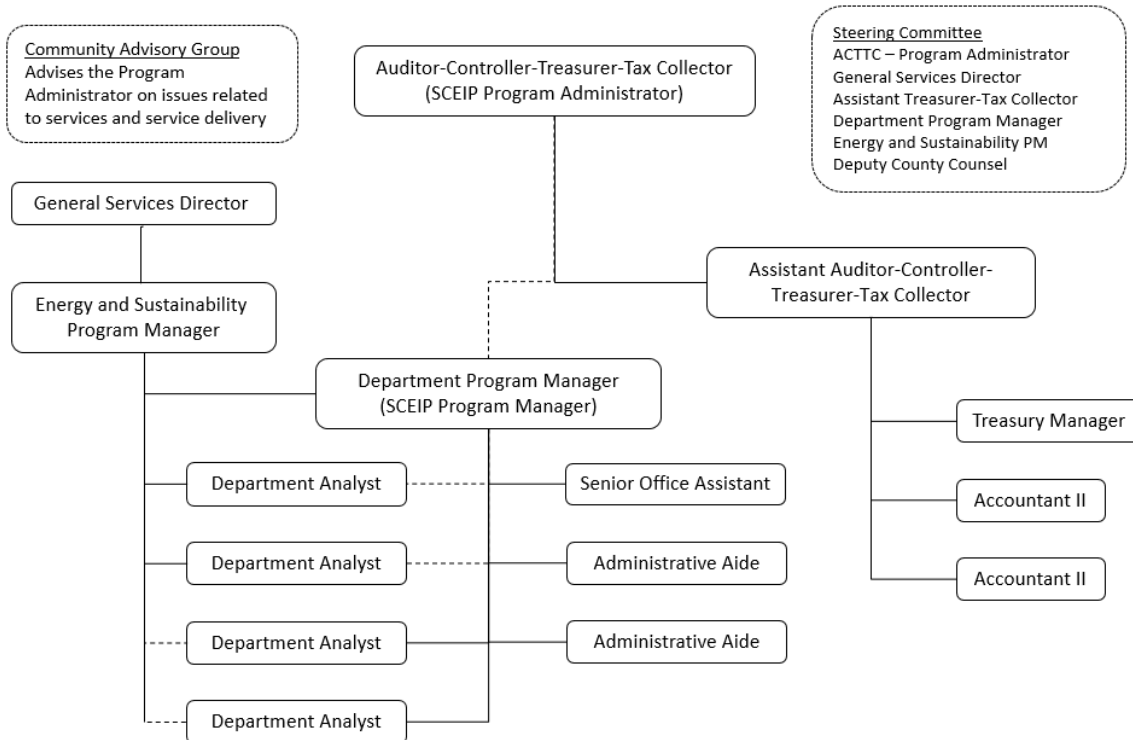 Community Advisory Group
Advises the Program
Administrator on issues related
to services and service delivery
Auditor-Controller-Treasurer-Tax Collector
(SCEIP Program Administrator)
Steering Committee
ACTTC – Program Administrator
General Services Director
Assistant Treasurer-Tax Collector
Department Program Manager
Energy and Sustainability PM
Deputy County Counsel
General Services Director
Energy and Sustainability
Program Manager
Assistant Auditor-Controller-
Treasurer-Tax Collector
Department Program Manager
(SCEIP Program Manager)
Treasury Manager
Department Analyst
Senior Office Assistant
Accountant II
Department Analyst
Administrative Aide
Accountant II
Department Analyst
Administrative Aide
Department Analyst